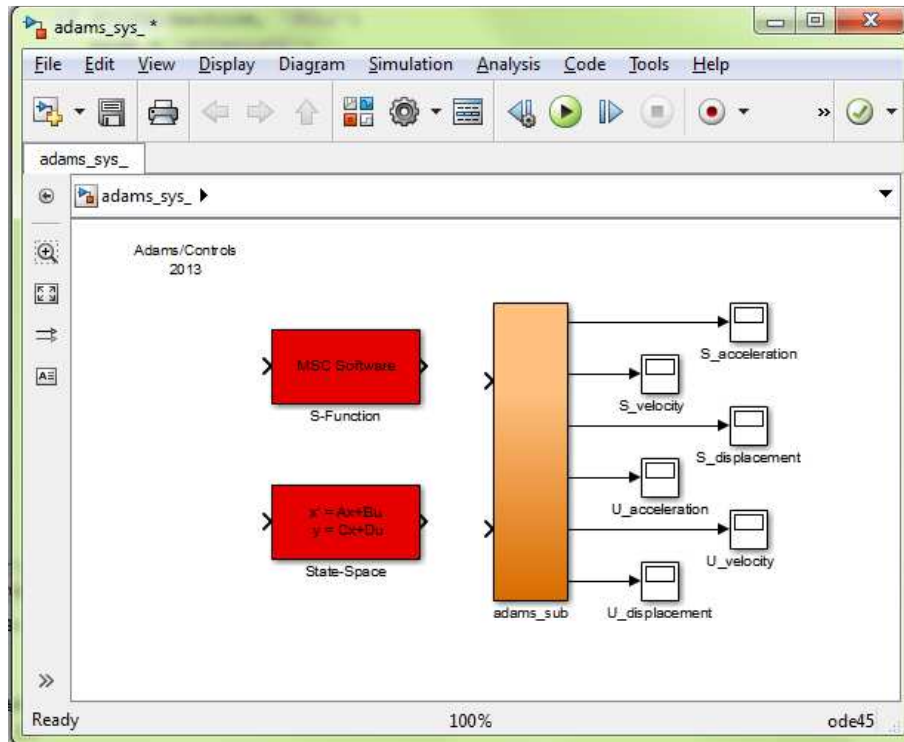 adams_sys_ *
File Edit View Display Diagram Simulation Analysis Code Tools Help
adams_sys_
adams_sys_
Adams/Controls
2013
MSC Software
S-Function
x' = Ax+Bu
y = Cx+Du
State-Space
adams_sub
S_acceleration
S_velocity
S_displacement
U_acceleration
U_velocity
U_displacement
Ready 100% ode45